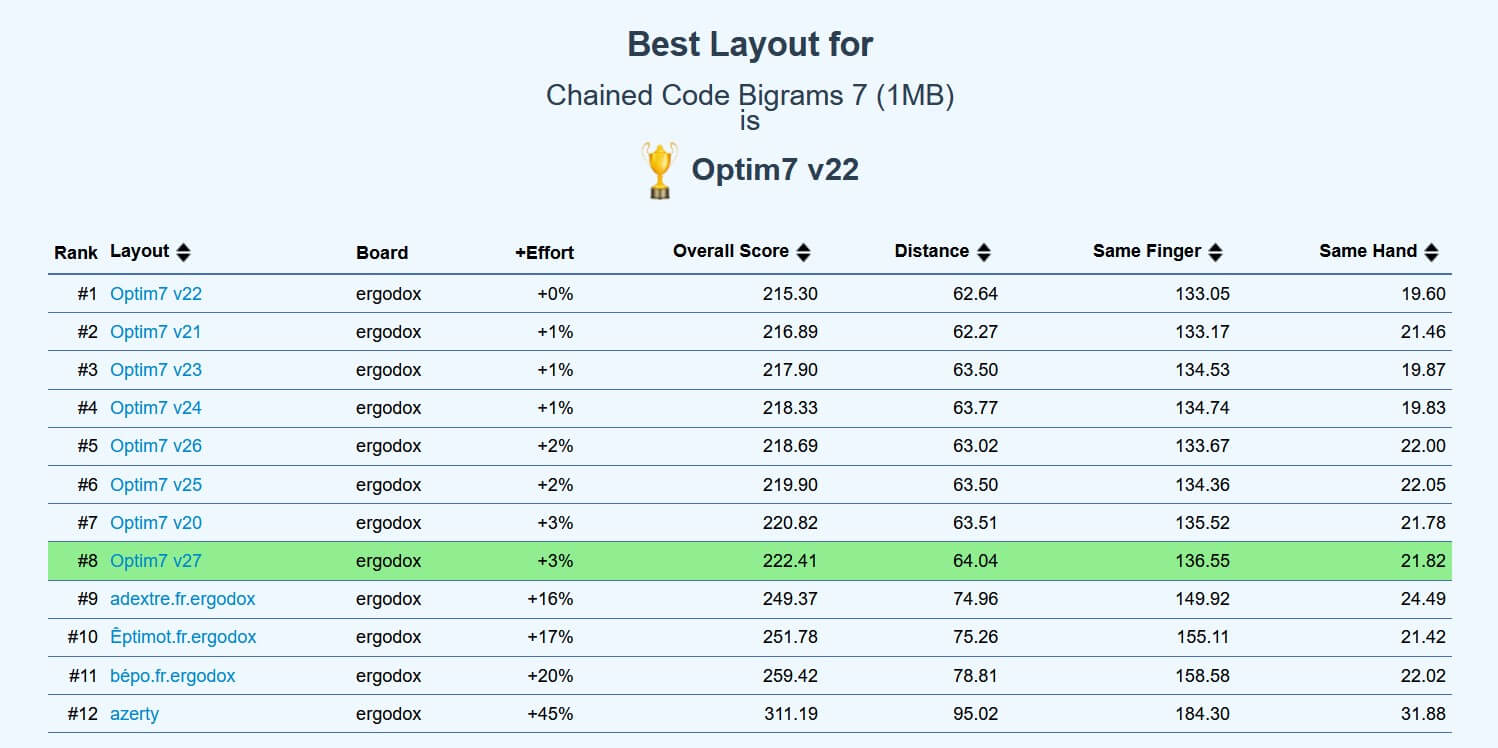 Best Layout for
Chained Code Bigrams 7 (1MB)
is
Optim7 v22
Rank Layout Board +Effort Overall Score Distance Same Finger Same Hand
#1 Optim7 v22 ergodox +0% 215.30 62.64 133.05 19.60
#2 Optim7 v21 ergodox +1% 216.89 62.27 133.17 21.46
#3 Optim7 v23 ergodox +1% 217.90 63.50 134.53 19.87
#4 Optim7 v24 ergodox +1% 218.33 63.77 134.74 19.83
#5 Optim7 v26 ergodox +2% 218.69 63.02 133.67 22.00
#6 Optim7 v25 ergodox +2% 219.90 63.50 134.36 22.05
#7 Optim7 v20 ergodox +3% 220.82 63.51 135.52 21.78
#8 Optim7 v27 ergodox +3% 222.41 64.04 136.55 21.82
#9 adextre.fr.ergodox ergodox +16% 249.37 74.96 149.92 24.49
#10 Êptimot.fr.ergodox ergodox +17% 251.78 75.26 155.11 21.42
#11 bépo.fr.ergodox ergodox +20% 259.42 78.81 158.58 22.02
#12 azerty ergodox +45% 311.19 95.02 184.30 31.88